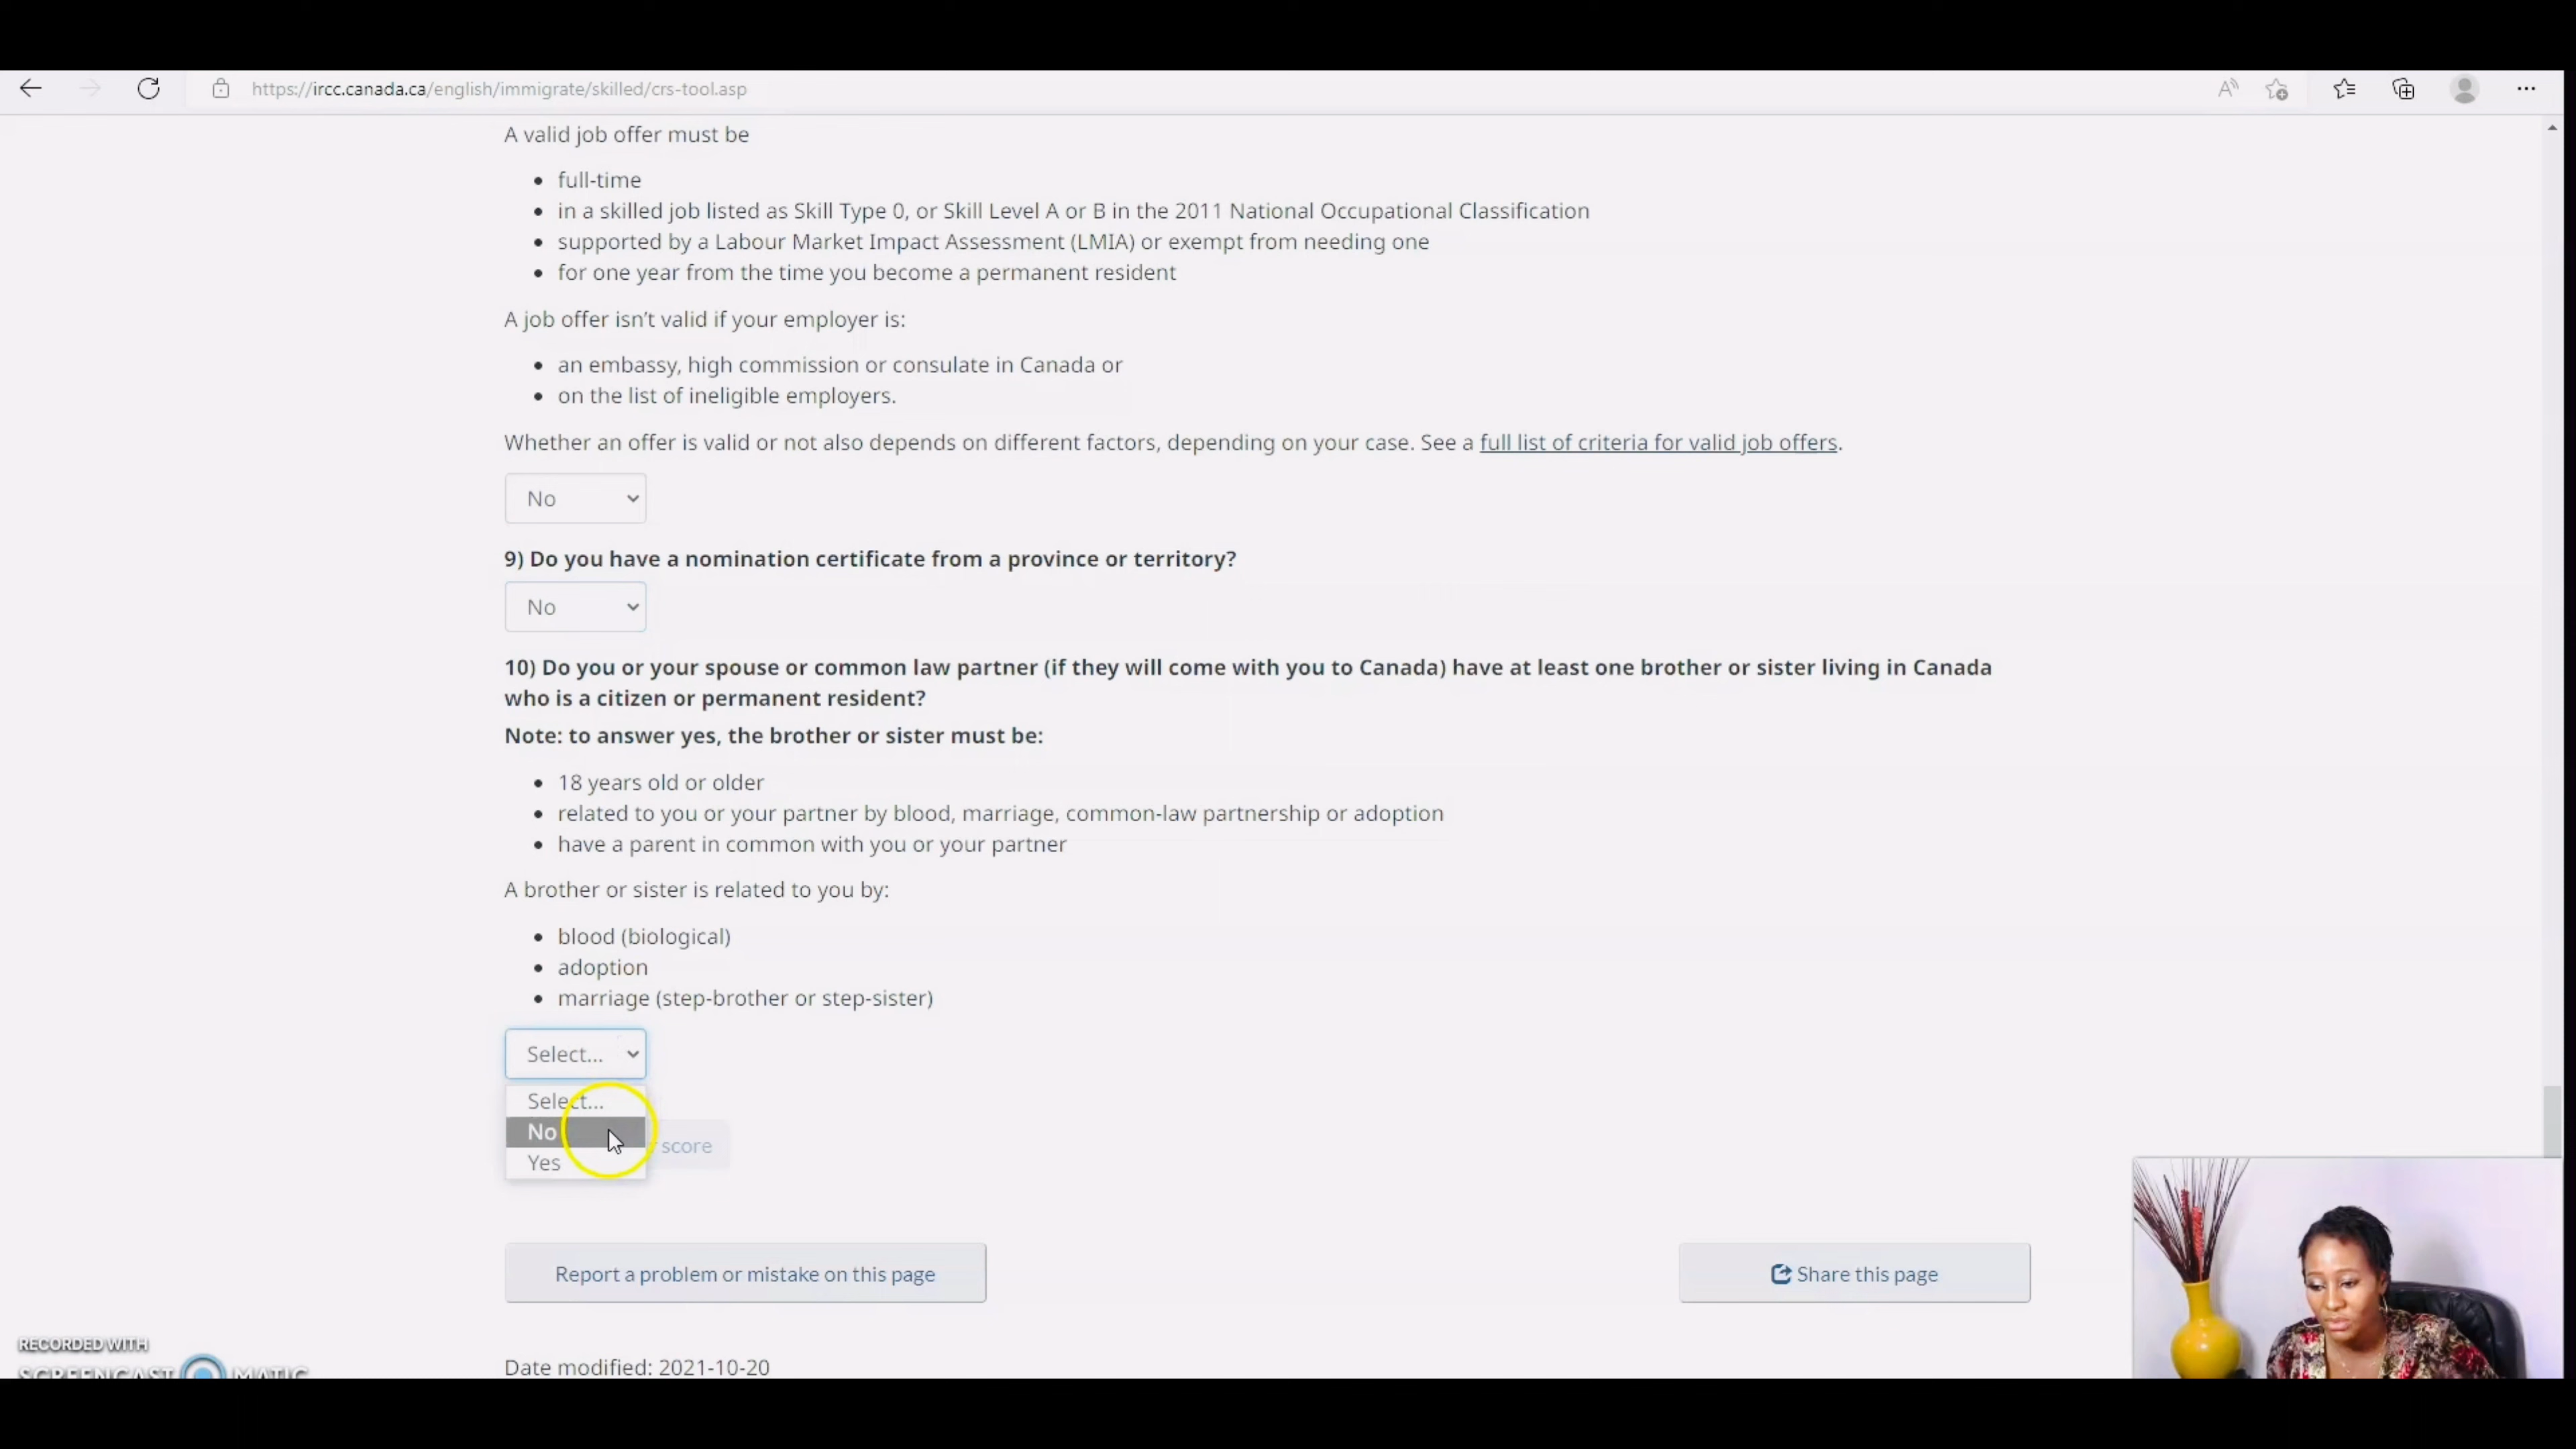 https://ircc.canada.ca/english/immigrate/skilled/crs-tool.asp
A valid job offer must be
• full-time
• in a skilled job listed as Skill Type 0, or Skill Level A or B in the 2011 National Occupational Classification
• supported by a Labour Market Impact Assessment (LMIA) or exempt from needing one
• for one year from the time you become a permanent resident
A job offer isn't valid if your employer is:
• an embassy, high commission or consulate in Canada or
• on the list of ineligible employers.
Whether an offer is valid or not also depends on different factors, depending on your case. See a full list of criteria for valid job offers.
No
9) Do you have a nomination certificate from a province or territory?
No
10) Do you or your spouse or common law partner (if they will come with you to Canada) have at least one brother or sister living in Canada
who is a citizen or permanent resident?
Note: to answer yes, the brother or sister must be:
• 18 years old or older
• related to you or your partner by blood, marriage, common-law partnership or adoption
• have a parent in common with you or your partner
A brother or sister is related to you by:
• blood (biological)
• adoption
• marriage (step-brother or step-sister)
Select...
Select...
No
score
Yes
Report a problem or mistake on this page
Share this page
RECORDED WITH
SCREENCAST MATIC
Date modified: 2021-10-20